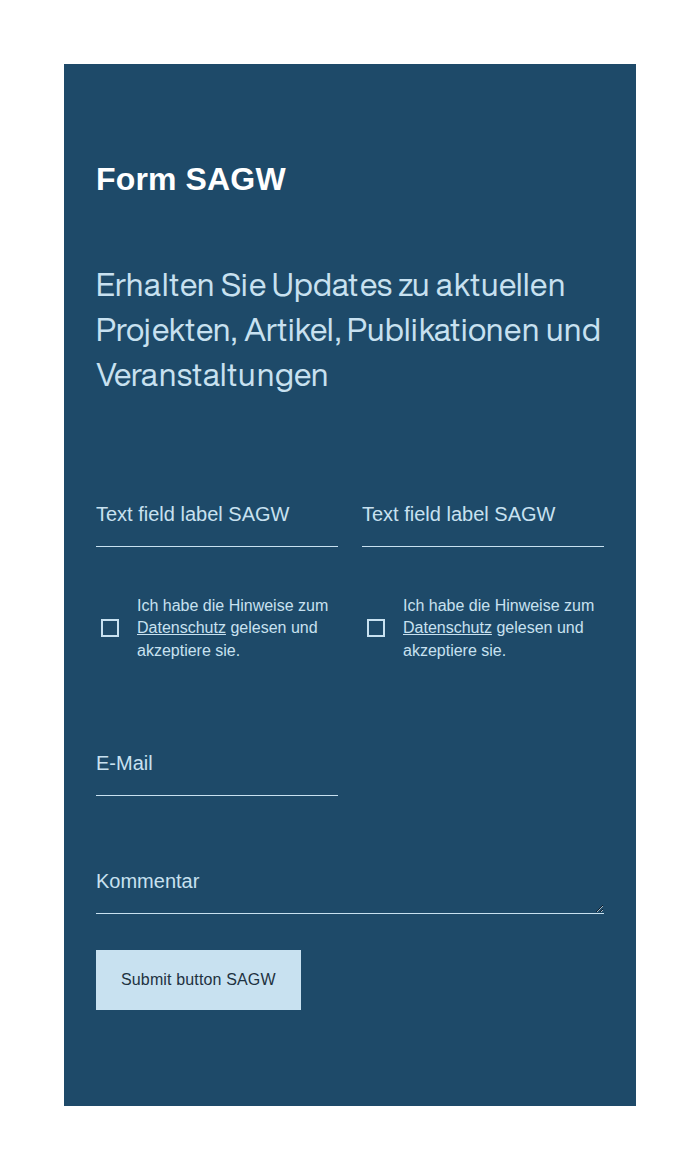 Form SAGW
Erhalten Sie Updates zu aktuellen
Projekten, Artikel, Publikationen und
Veranstaltungen
Text field label SAGW
Text field label SAGW
Ich habe die Hinweise zum
Datenschutz gelesen und
akzeptiere sie.
Ich habe die Hinweise zum
Datenschutz gelesen und
akzeptiere sie.
E-Mail
Kommentar
Submit button SAGW